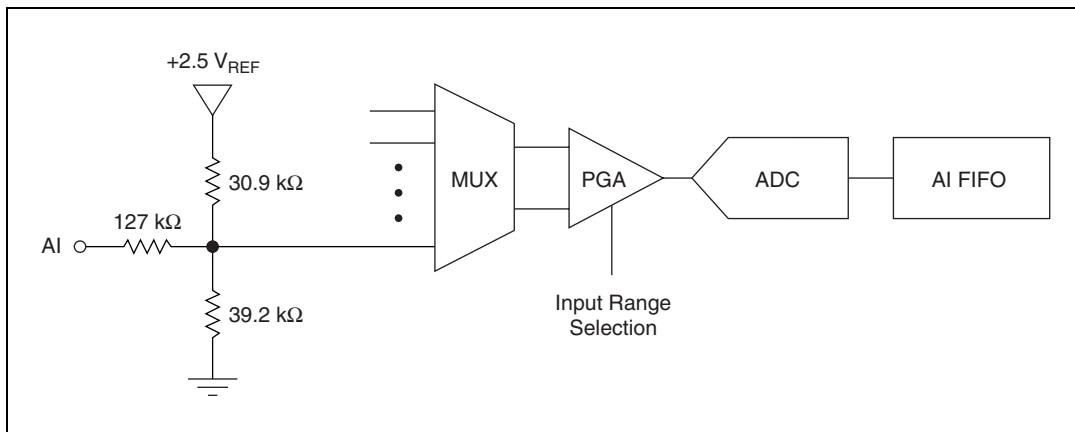 +2.5 V_REF
30.9 kΩ
127 kΩ
AI
39.2 kΩ
MUX
PGA
ADC
AI FIFO
Input Range
Selection